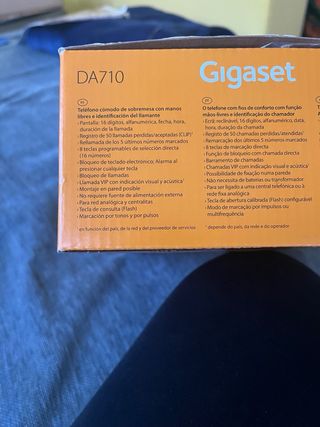 DA710
Gigaset
ES
Teléfono cómodo de sobremesa con manos
libres e identificación del llamante
- Pantalla: 16 dígitos, alfanumérica, fecha, hora,
duración de la llamada
- Registro de 50 llamadas perdidas/aceptadas (CLIP)*
- Rellamada de los 5 últimos números marcados
- 8 teclas programables de selección directa
(16 números)
- Bloqueo de teclado electrónico; Alarma al
presionar cualquier tecla
- Bloqueo de llamadas
- Llamada VIP con indicación visual y acústica
- Montaje en pared posible
- No requiere fuente de alimentación externa
- Para red analógica y centralitas
- Tecla de consulta (Flash)
- Marcación por tonos y por pulsos
* en función del país, de la red y del proveedor de servicios
PT
O telefone com fios de conforto com função
mãos-livres e identificação do chamador
- Ecrã: reclinável, 16 dígitos, alfanumérico, data,
hora, duração da chamada
- Registo de 50 chamadas perdidas/atendidas*
- Remarcação dos últimos 5 números marcados
- 8 teclas de marcação directa
- Função de bloqueio com chamada directa
- Barramento de chamadas
- Chamadas VIP com indicação visual e acústica
- Possibilidade de fixação numa parede
- Não necessita de baterias ou transformador
- Para ser ligado a uma central telefónica ou à
rede fixa analógica
- Tecla de abertura calibrada (Flash) configurável
- Modo de marcação por impulsos ou
multifrequência
* depende do país, da rede e do operador